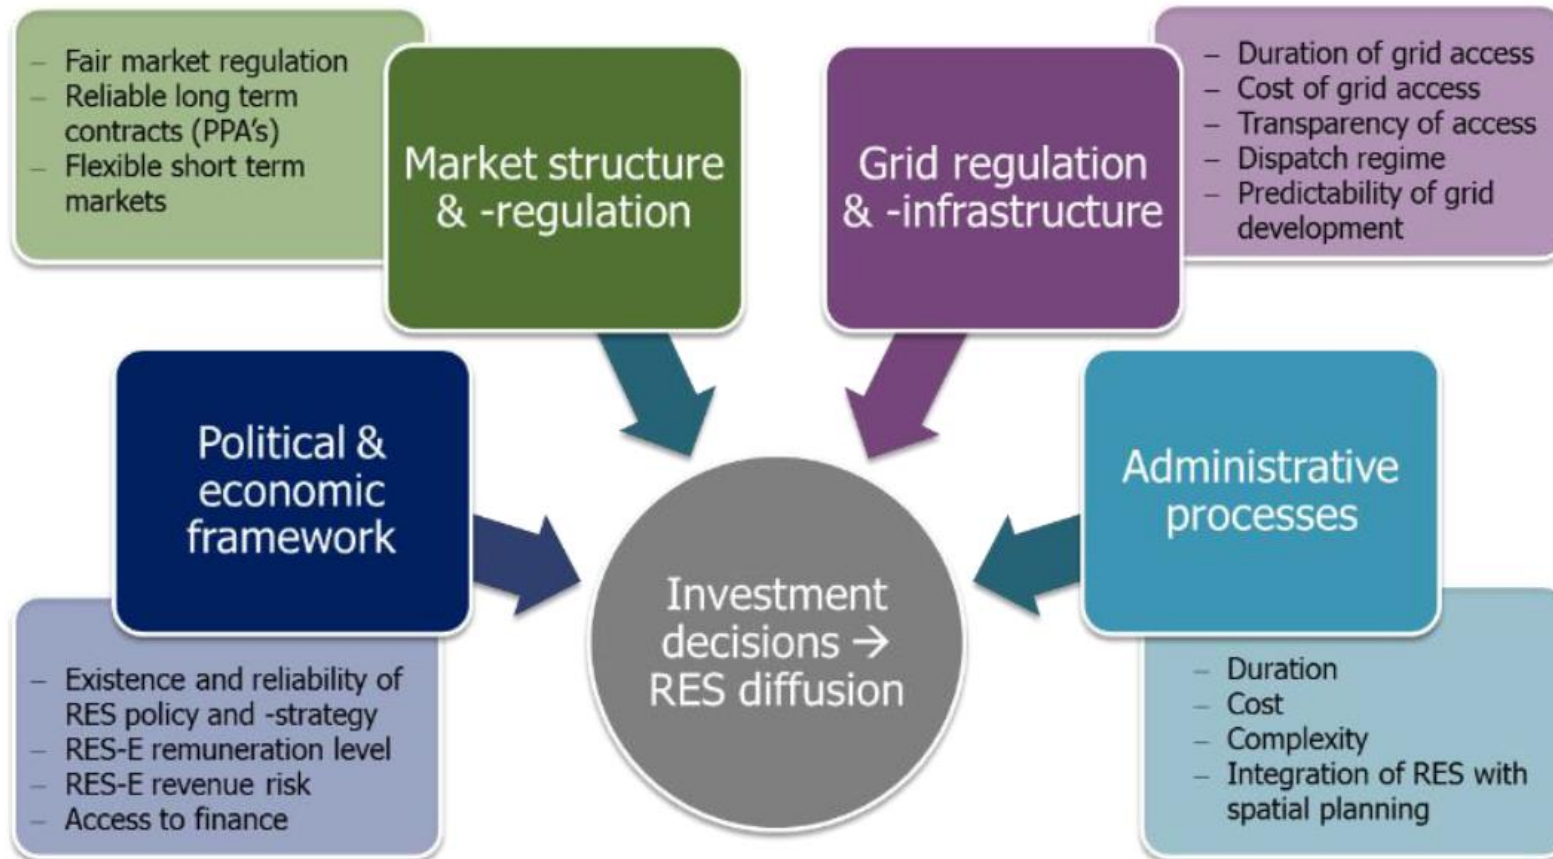 – Fair market regulation
– Reliable long term
contracts (PPA's)
– Flexible short term
markets
Market structure
& -regulation
Grid regulation
& -infrastructure
– Duration of grid access
– Cost of grid access
– Transparency of access
– Dispatch regime
– Predictability of grid
development
Political &
economic
framework
– Existence and reliability of
RES policy and -strategy
– RES-E remuneration level
– RES-E revenue risk
– Access to finance
Investment
decisions →
RES diffusion
Administrative
processes
– Duration
– Cost
– Complexity
– Integration of RES with
spatial planning